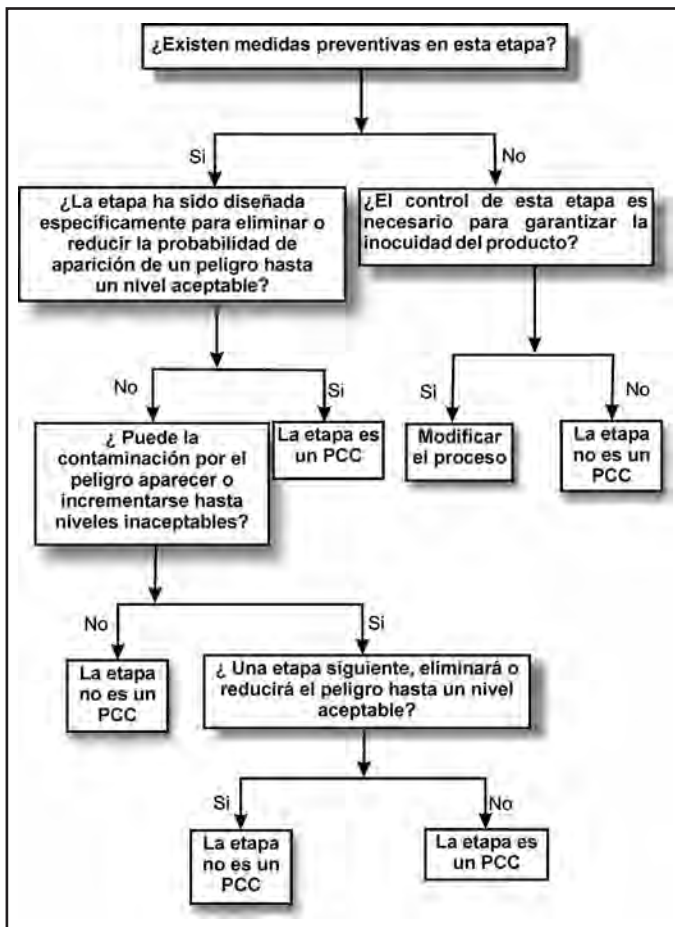 ¿Existen medidas preventivas en esta etapa?
Si
No
¿La etapa ha sido diseñada
especificamente para eliminar o
reducir la probabilidad de
aparición de un peligro hasta
un nivel aceptable?
¿El control de esta etapa es
necesario para garantizar la
inocuidad del producto?
No
Si
Si
No
¿ Puede la
contaminación por el
peligro aparecer o
incrementarse hasta
niveles inaceptables?
La etapa es
un PCC
Modificar
el proceso
La etapa
no es un
PCC
No
Si
La etapa
no es un
PCC
¿ Una etapa siguiente, eliminará o
reducirá el peligro hasta un nivel
aceptable?
Si
No
La etapa
no es un
PCC
La etapa es
un PCC